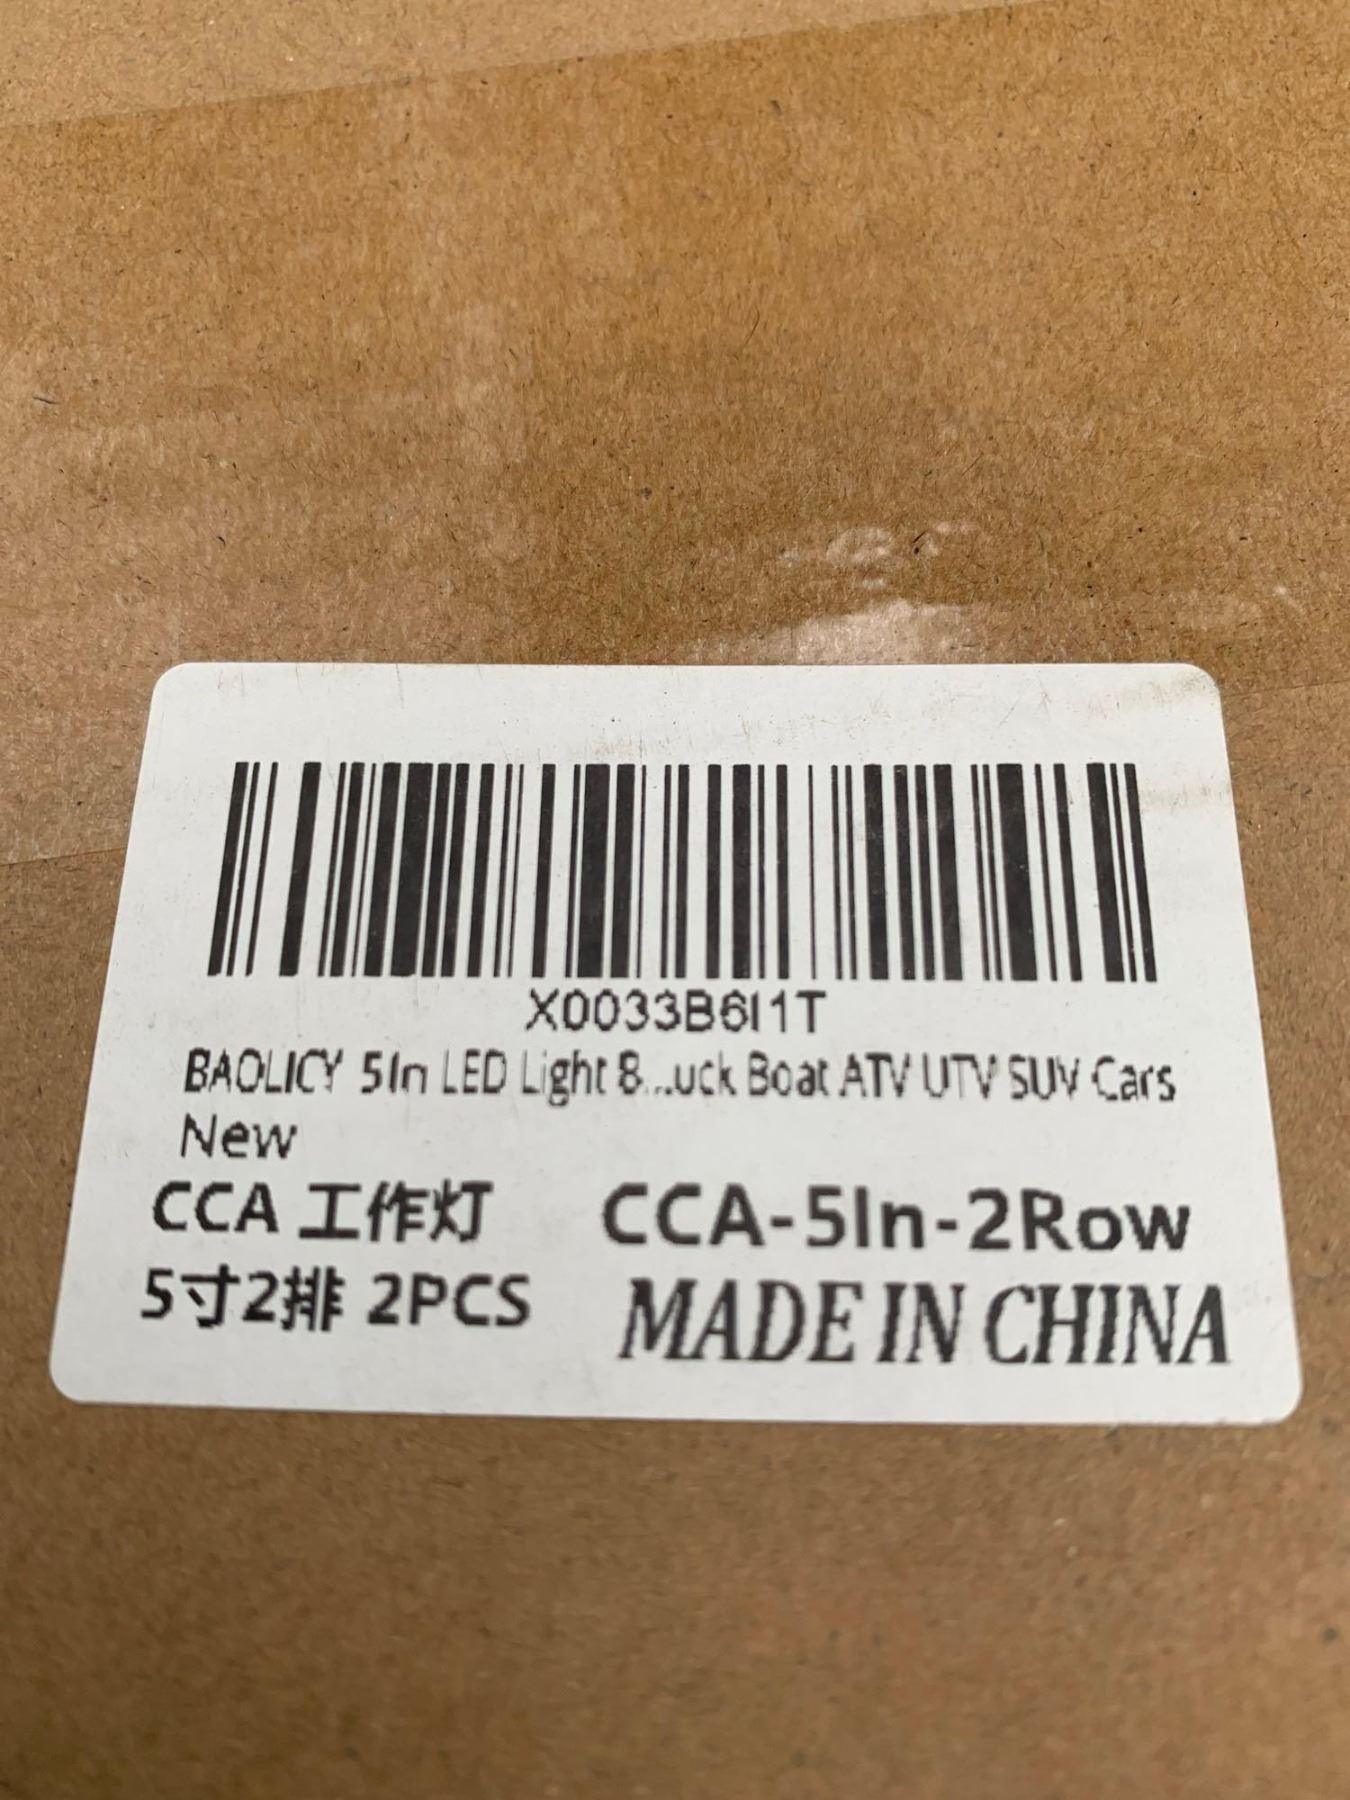 X0033B6I1T
BAOLICY 5In LED Light 8...uck Boat ATV UTV SUV Cars
New
CCA 工作灯 CCA-5In-2Row
5寸2排 2PCS MADE IN CHINA